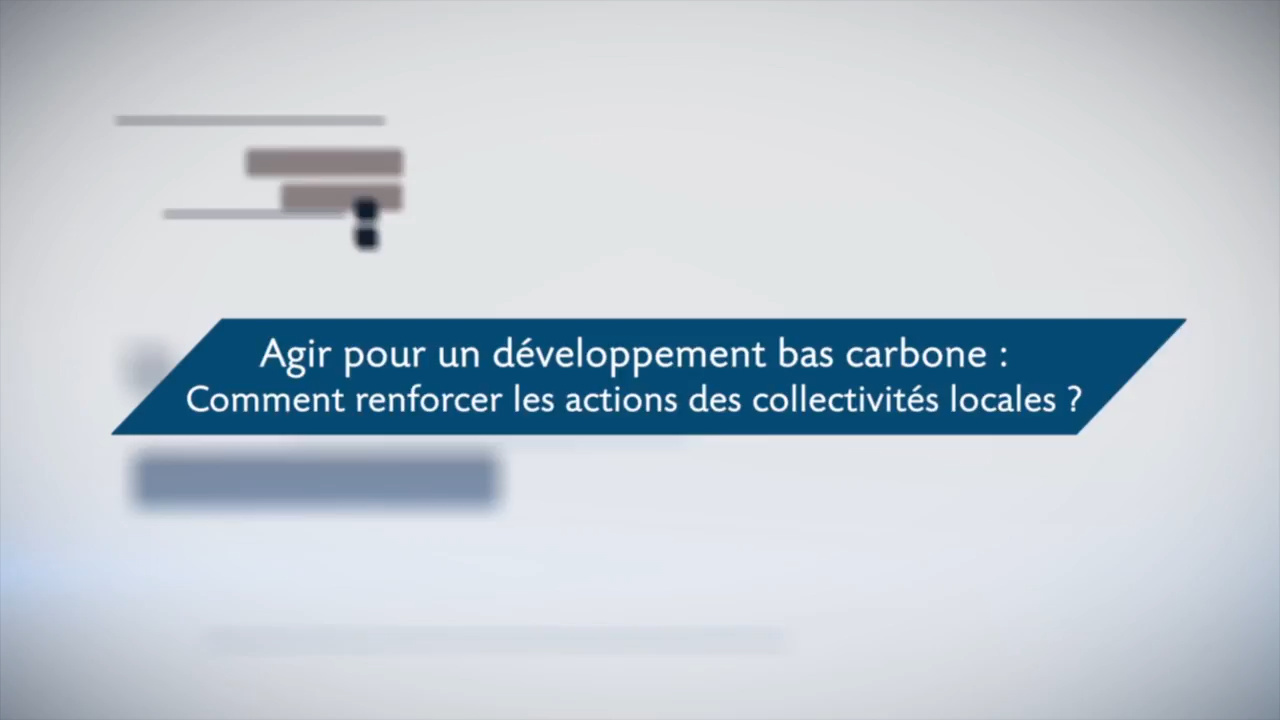 Agir pour un développement bas carbone :
Comment renforcer les actions des collectivités locales ?